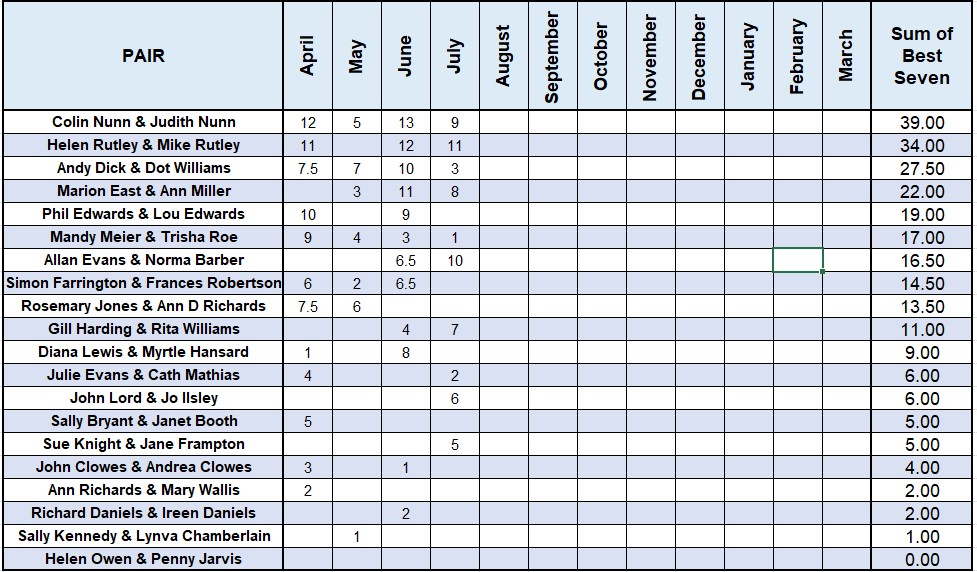 PAIR April May June July August September October November December January February March Sum of Best Seven
Colin Nunn & Judith Nunn 12 5 13 9 39.00
Helen Rutley & Mike Rutley 11 12 11 34.00
Andy Dick & Dot Williams 7.5 7 10 3 27.50
Marion East & Ann Miller 3 11 8 22.00
Phil Edwards & Lou Edwards 10 9 19.00
Mandy Meier & Trisha Roe 9 4 3 1 17.00
Allan Evans & Norma Barber 6.5 10 16.50
Simon Farrington & Frances Robertson 6 2 6.5 14.50
Rosemary Jones & Ann D Richards 7.5 6 13.50
Gill Harding & Rita Williams 4 7 11.00
Diana Lewis & Myrtle Hansard 1 8 9.00
Julie Evans & Cath Mathias 4 2 6.00
John Lord & Jo Ilsley 6 6.00
Sally Bryant & Janet Booth 5 5.00
Sue Knight & Jane Frampton 5 5.00
John Clowes & Andrea Clowes 3 1 4.00
Ann Richards & Mary Wallis 2 2.00
Richard Daniels & Ireen Daniels 2 2.00
Sally Kennedy & Lynva Chamberlain 1 1.00
Helen Owen & Penny Jarvis 0.00